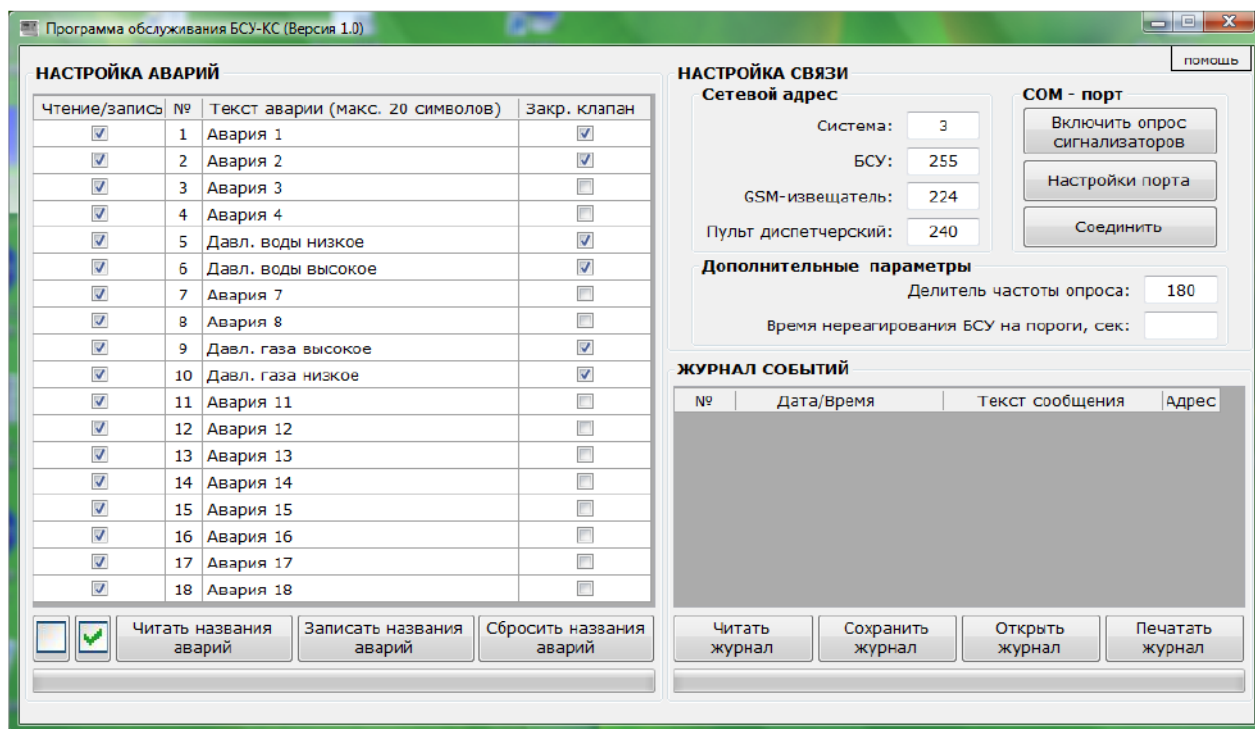 Программа обслуживания БСУ-КС (Версия 1.0)
помощь
НАСТРОЙКА АВАРИЙ
Чтение/запись № Текст аварии (макс. 20 символов) Закр. клапан
1 Авария 1
2 Авария 2
3 Авария 3
4 Авария 4
5 Давл. воды низкое
6 Давл. воды высокое
7 Авария 7
8 Авария 8
9 Давл. газа высокое
10 Давл. газа низкое
11 Авария 11
12 Авария 12
13 Авария 13
14 Авария 14
15 Авария 15
16 Авария 16
17 Авария 17
18 Авария 18
Читать названия
аварий
Записать названия
аварий
Сбросить названия
аварий
НАСТРОЙКА СВЯЗИ
Сетевой адрес
Система: 3
БСУ: 255
GSM-извещатель: 224
Пульт диспетчерский: 240
COM - порт
Включить опрос
сигнализаторов
Настройки порта
Соединить
Дополнительные параметры
Делитель частоты опроса: 180
Время нереагирования БСУ на пороги, сек:
ЖУРНАЛ СОБЫТИЙ
№ Дата/Время Текст сообщения Адрес
Читать
журнал
Сохранить
журнал
Открыть
журнал
Печатать
журнал